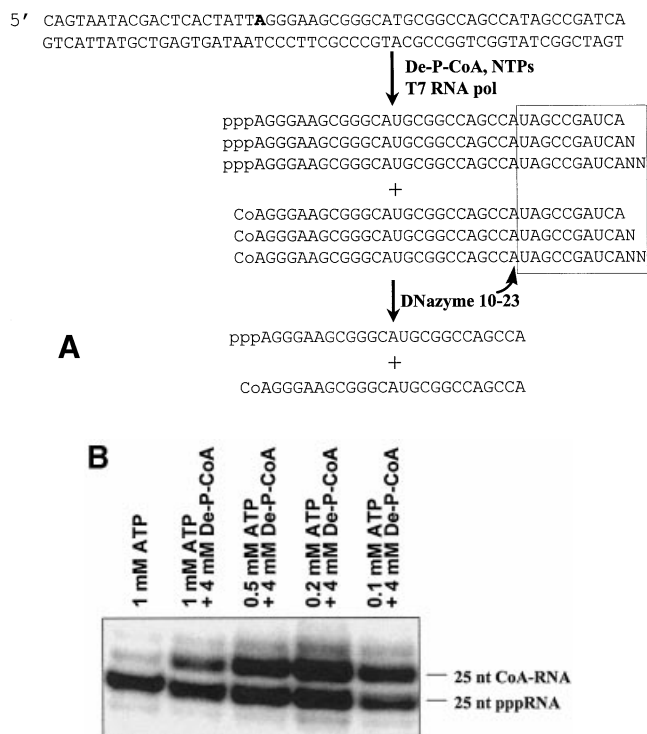 5' CAGTAATACGACTCACTATTAGGGAAGCGGGCATGCGGCCAGCCATAGCCGATCA
GTCATTATGCTGAGTGATAATCCCTTCGCCCGTACGCCGGTCGGTATCGGCTAGT
De-P-CoA, NTPs
T7 RNA pol
pppAGGGAAGCGGGCAUGCGGCCAGCCAUAGCCGAUCA
pppAGGGAAGCGGGCAUGCGGCCAGCCAUAGCCGAUCAN
pppAGGGAAGCGGGCAUGCGGCCAGCCAUAGCCGAUCANN
+
CoAGGGAAGCGGGCAUGCGGCCAGCCAUAGCCGAUCA
CoAGGGAAGCGGGCAUGCGGCCAGCCAUAGCCGAUCAN
CoAGGGAAGCGGGCAUGCGGCCAGCCAUAGCCGAUCANN
DNazyme 10-23
A
pppAGGGAAGCGGGCAUGCGGCCAGCCA
+
CoAGGGAAGCGGGCAUGCGGCCAGCCA
B
1 mM ATP
1 mM ATP
+ 4 mM De-P-CoA
0.5 mM ATP
+ 4 mM De-P-CoA
0.2 mM ATP
+ 4 mM De-P-CoA
0.1 mM ATP
+ 4 mM De-P-CoA
25 nt CoA-RNA
25 nt pppRNA